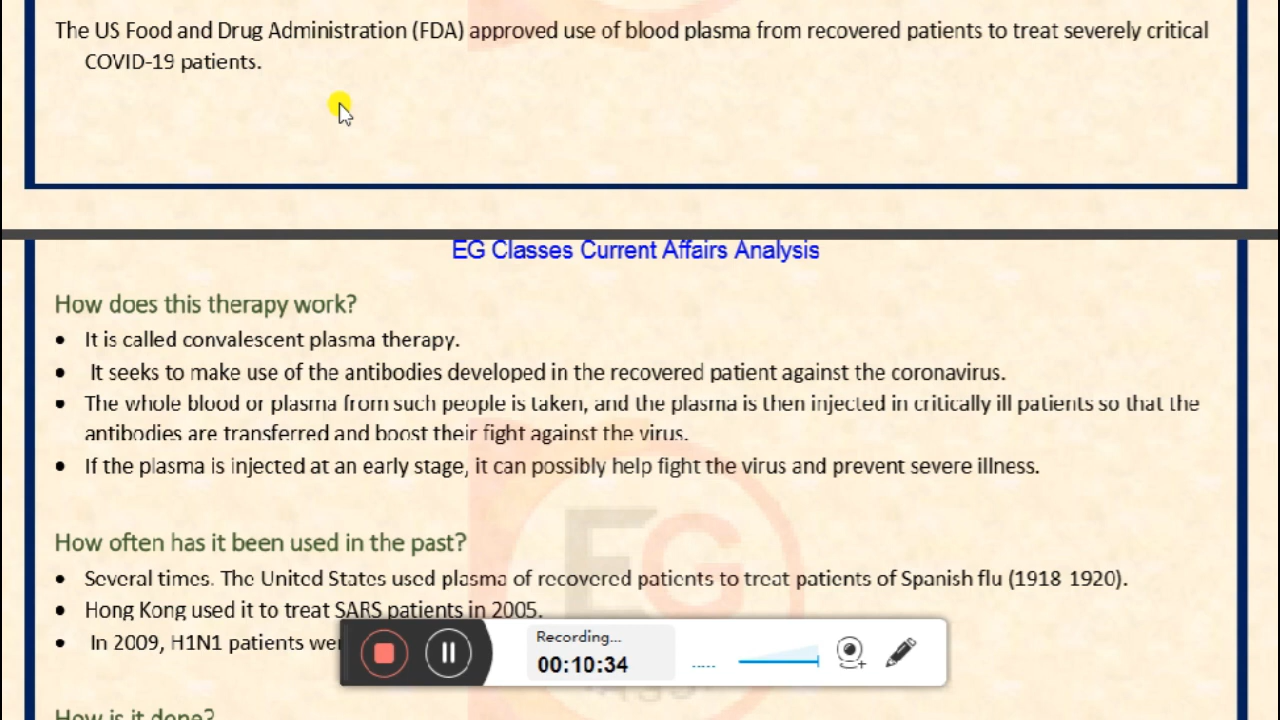 The US Food and Drug Administration (FDA) approved use of blood plasma from recovered patients to treat severely critical
COVID-19 patients.
EG Classes Current Affairs Analysis
How does this therapy work?
• It is called convalescent plasma therapy.
• It seeks to make use of the antibodies developed in the recovered patient against the coronavirus.
• The whole blood or plasma from such people is taken, and the plasma is then injected in critically ill patients so that the
antibodies are transferred and boost their fight against the virus.
• If the plasma is injected at an early stage, it can possibly help fight the virus and prevent severe illness.
EG
How often has it been used in the past?
• Several times. The United States used plasma of recovered patients to treat patients of Spanish flu (1918 1920).
• Hong Kong used it to treat SARS patients in 2005.
• In 2009, H1N1 patients
Recording...
00:10:34
How is it done?